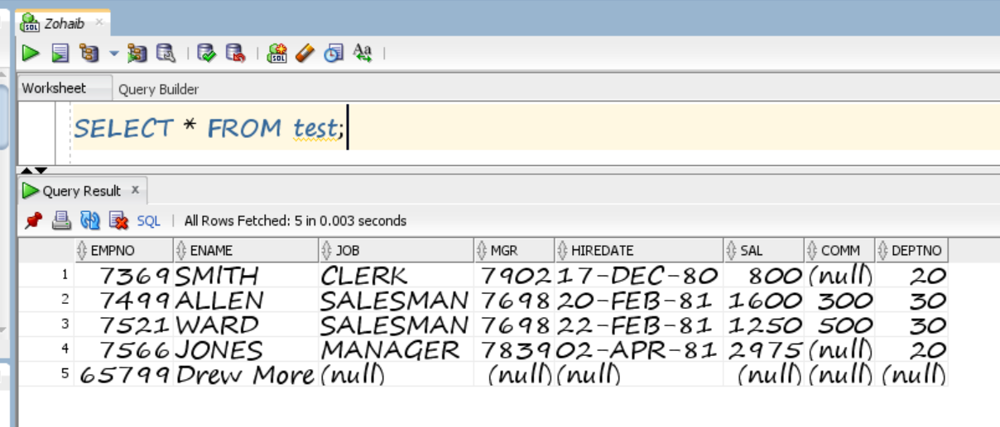 Zohaib
Worksheet Query Builder
SELECT * FROM test;
Query Result x
SQL | All Rows Fetched: 5 in 0.003 seconds
EMPNO ENAME JOB MGR HIREDATE SAL COMM DEPTNO
1 7369 SMITH CLERK 7902 17-DEC-80 800 (null) 20
2 7499 ALLEN SALESMAN 7698 20-FEB-81 1600 300 30
3 7521 WARD SALESMAN 7698 22-FEB-81 1250 500 30
4 7566 JONES MANAGER 7839 02-APR-81 2975 (null) 20
5 65799 Drew More (null) (null) (null) (null) (null) (null)